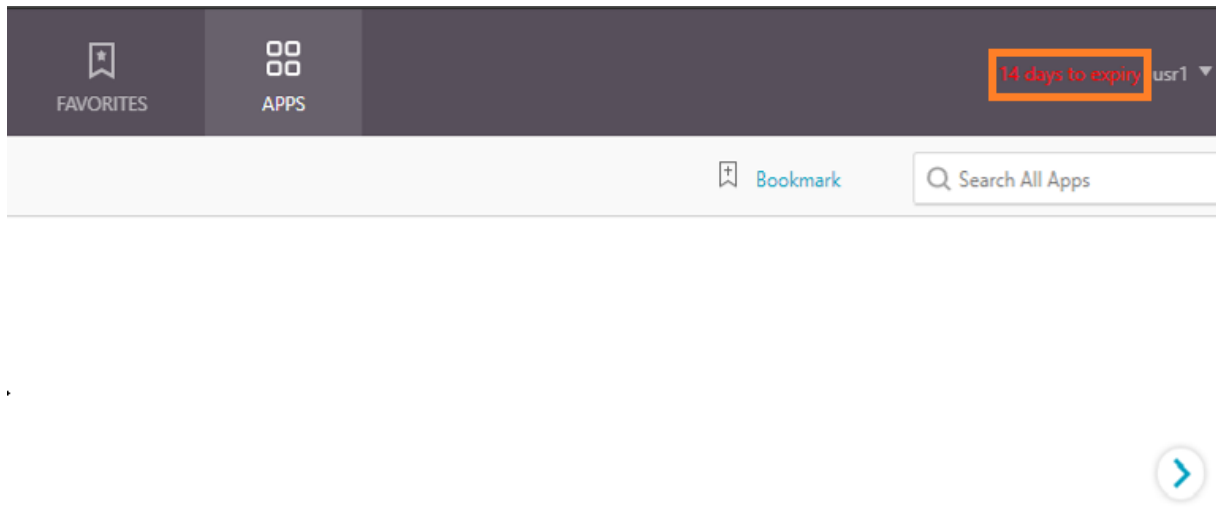 FAVORITES
APPS
14 days to expiry usr1
Bookmark
Search All Apps